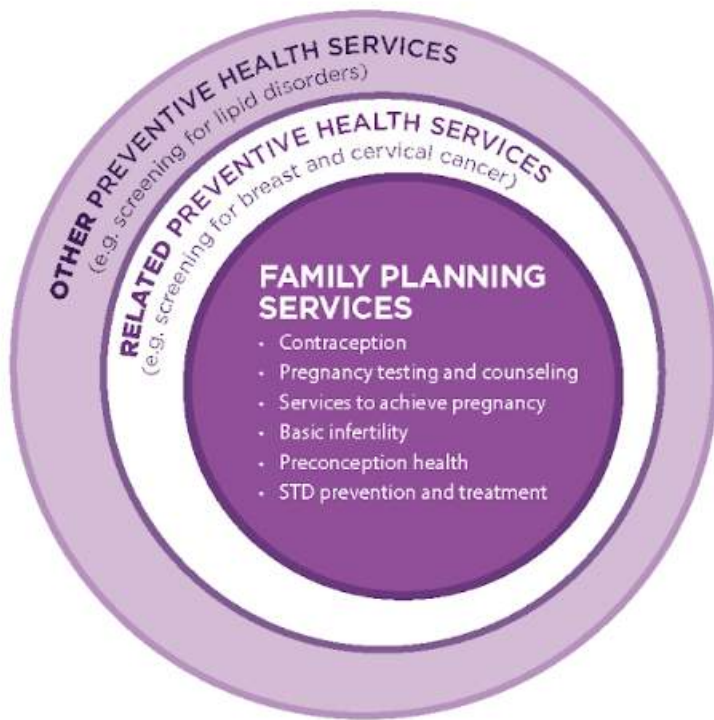 OTHER PREVENTIVE HEALTH SERVICES
(e.g. screening for lipid disorders)
RELATED PREVENTIVE HEALTH SERVICES
(e.g. screening for breast and cervical cancer)
FAMILY PLANNING
SERVICES
• Contraception
• Pregnancy testing and counseling
• Services to achieve pregnancy
• Basic infertility
• Preconception health
• STD prevention and treatment